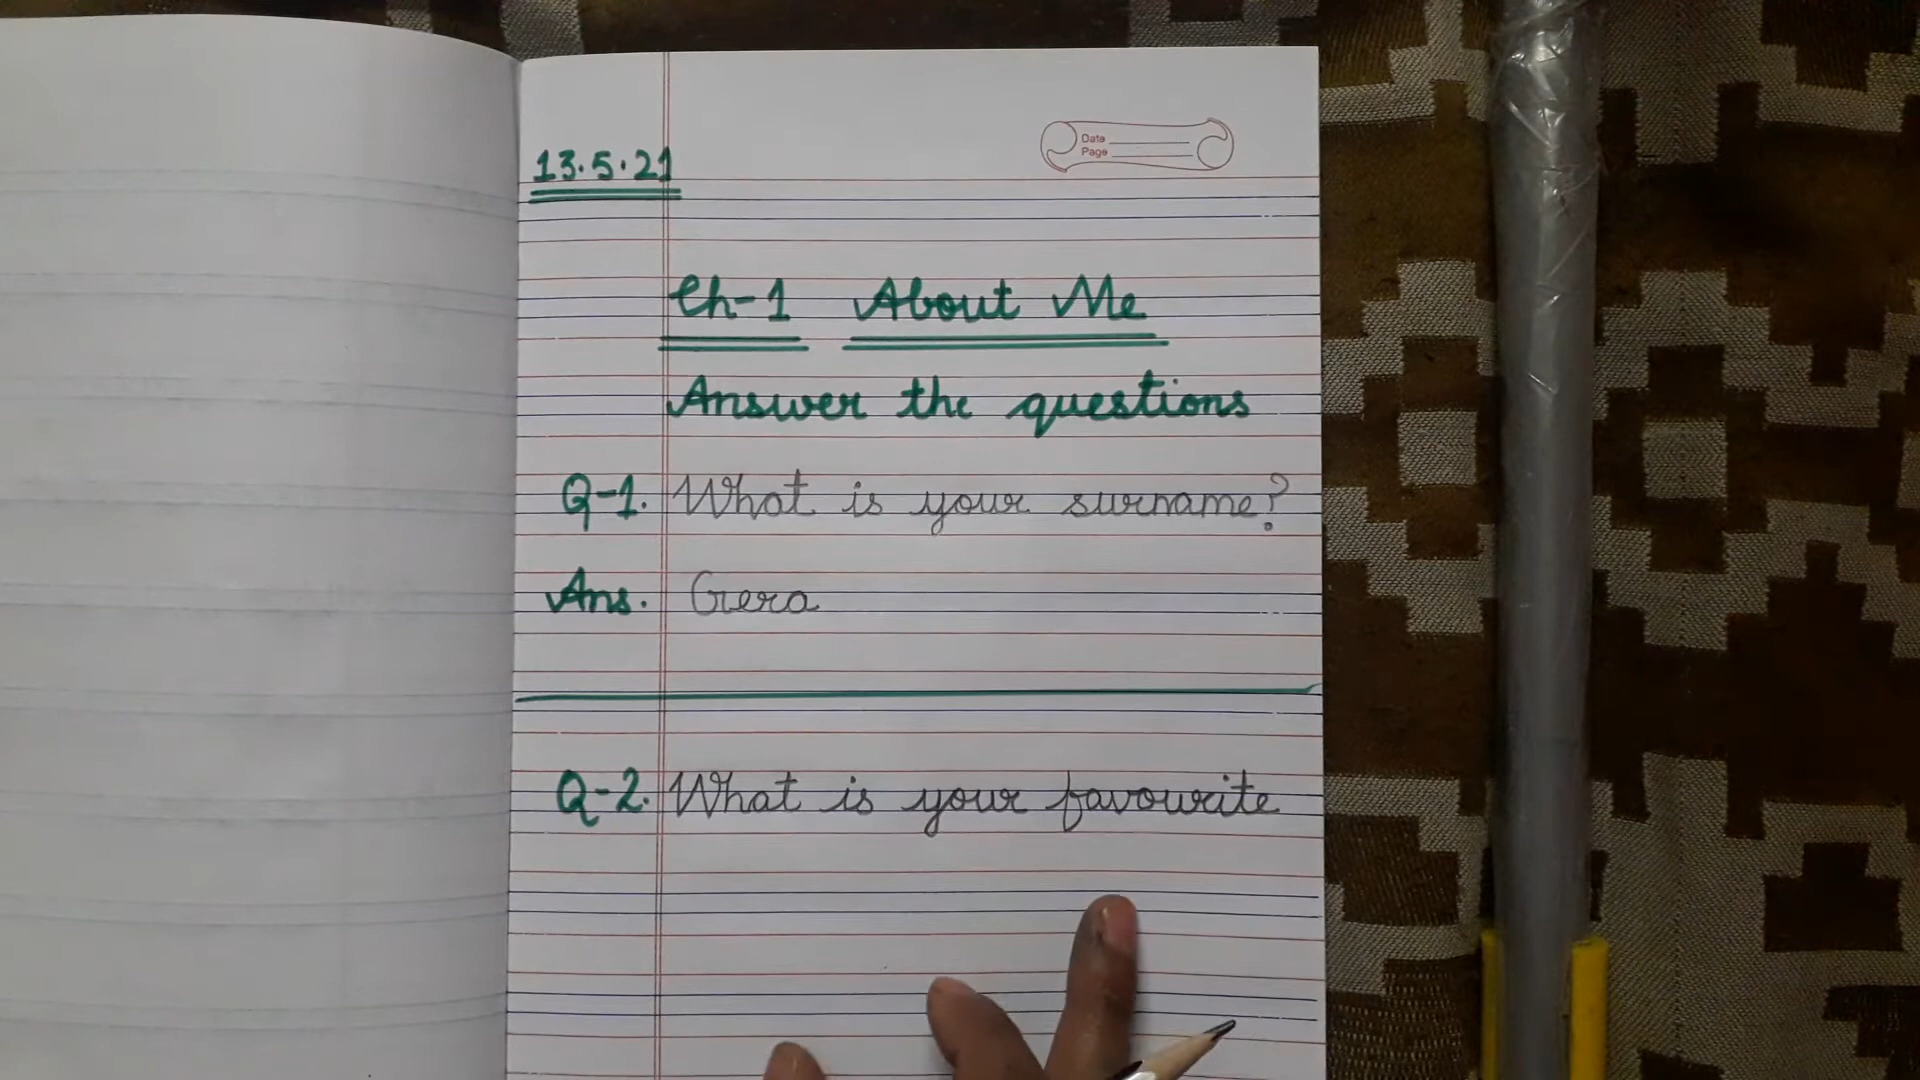 Date
Page
13.5.21
Ch-1 About Me
Answer the questions
Q-1. What is your surname?
Ans. Gera
Q-2. What is your favourite